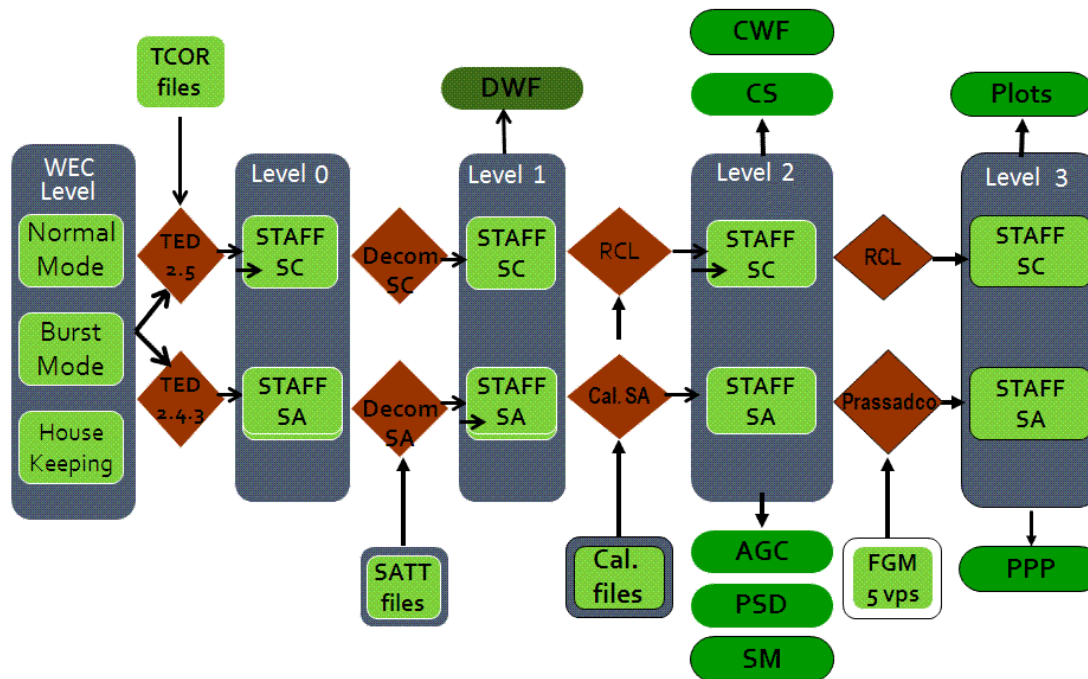 CWF
TCOR
files
DWF
CS
Plots
WEC
Level
Level 0
Level 1
Level 2
Level 3
Normal
Mode
TED
2.5
STAFF
SC
Decom
SC
STAFF
SC
RCL
STAFF
SC
RCL
STAFF
SC
Burst
Mode
TED
2.4.3
STAFF
SA
Decom
SA
STAFF
SA
Cal. SA
STAFF
SA
Prassadco
STAFF
SA
House
Keeping
SATT
files
Cal.
files
AGC
FGM
5 vps
PPP
PSD
SM